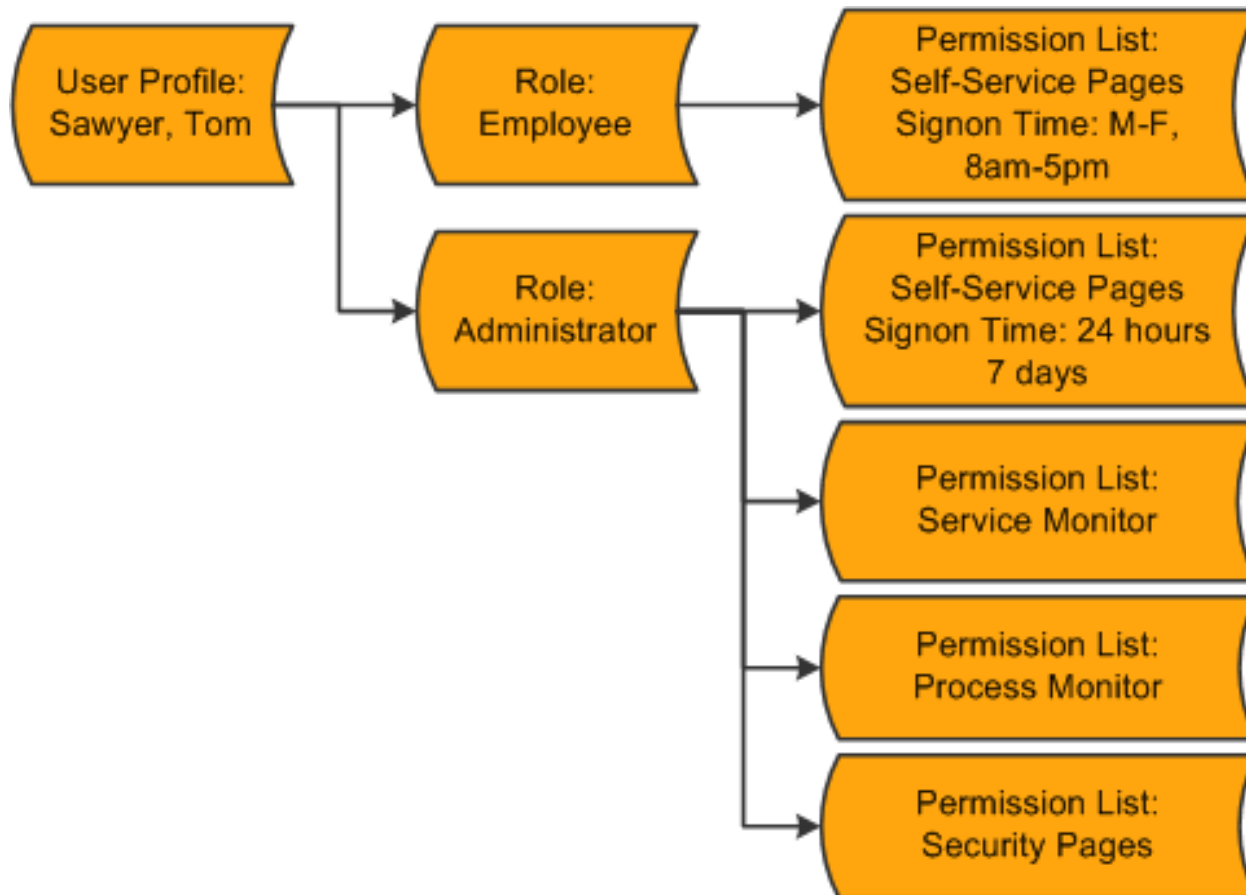 User Profile:
Sawyer, Tom
Role:
Employee
Permission List:
Self-Service Pages
Signon Time: M-F,
8am-5pm
Role:
Administrator
Permission List:
Self-Service Pages
Signon Time: 24 hours
7 days
Permission List:
Service Monitor
Permission List:
Process Monitor
Permission List:
Security Pages